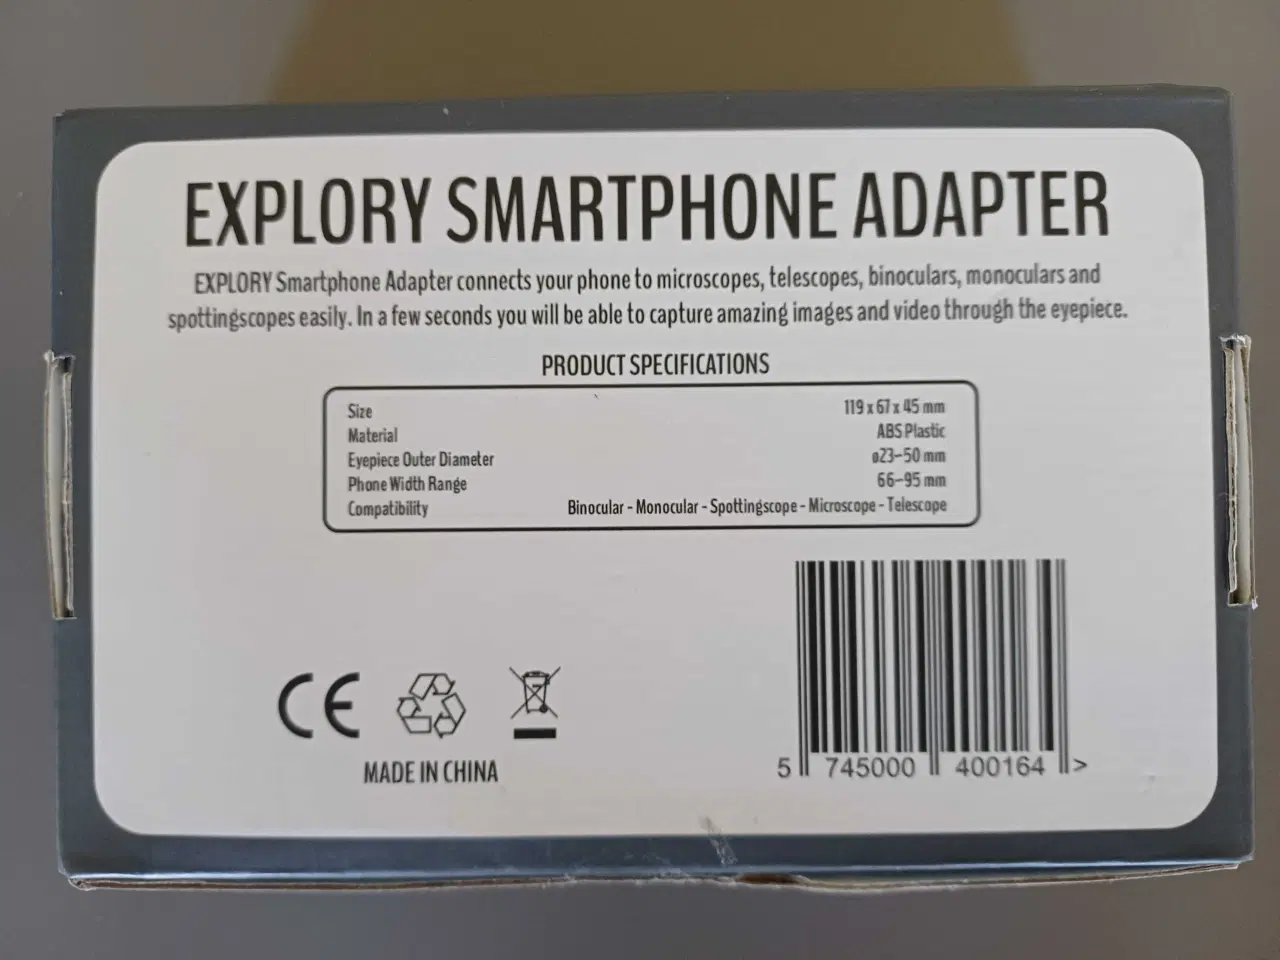 EXPLORY SMARTPHONE ADAPTER
EXPLORY Smartphone Adapter connects your phone to microscopes, telescopes, binoculars, monoculars and
spottingscopes easily. In a few seconds you will be able to capture amazing images and video through the eyepiece.
PRODUCT SPECIFICATIONS
Size 119 x 67 x 45 mm
Material ABS Plastic
Eyepiece Outer Diameter ø23–50 mm
Phone Width Range 66–95 mm
Compatibility Binocular - Monocular - Spottingscope - Microscope - Telescope
CE
MADE IN CHINA
5 745000 400164 >